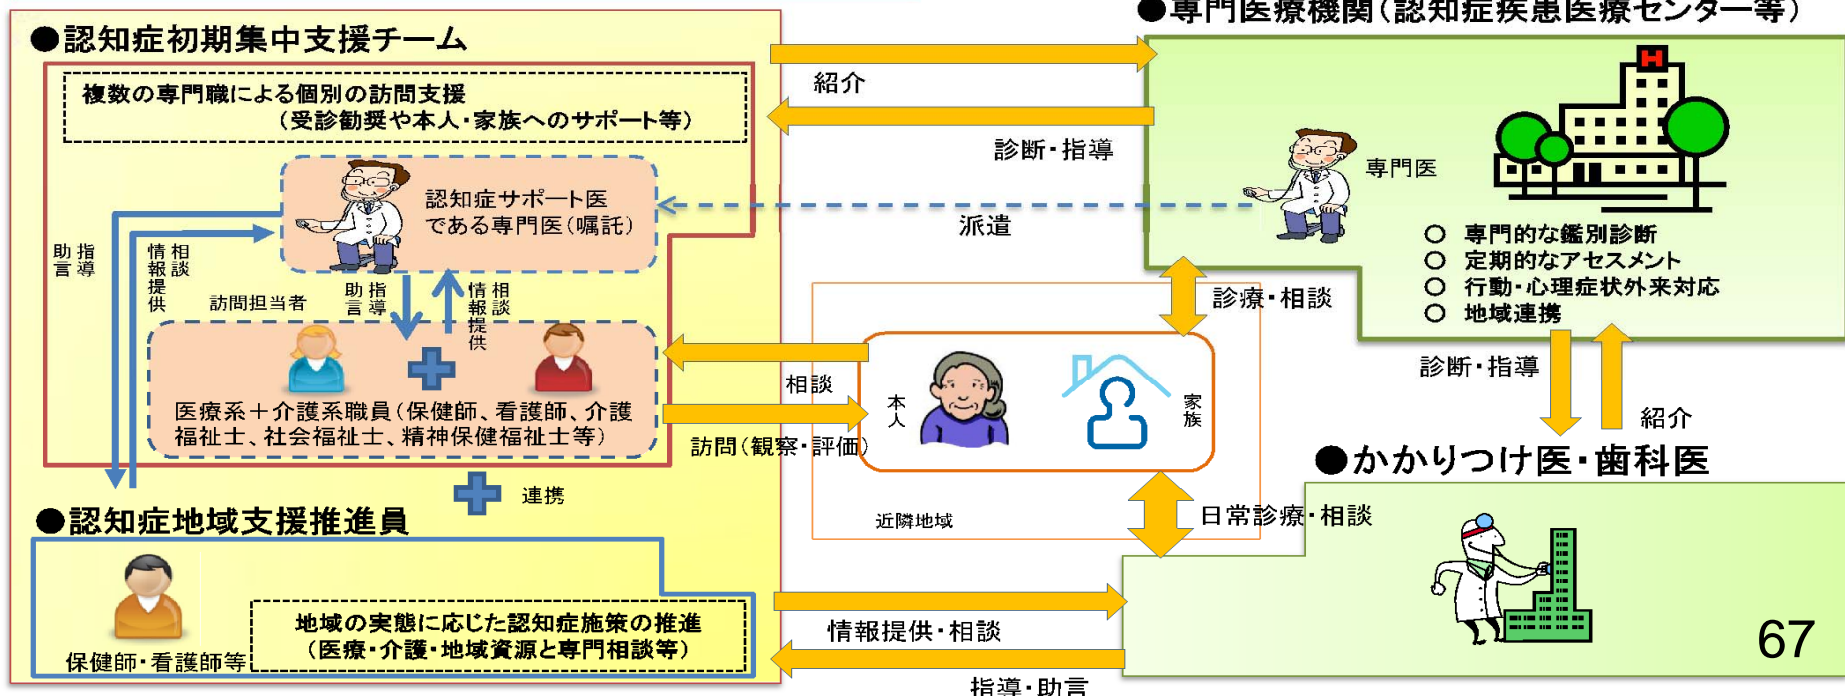 ●専門医療機関（認知症疾患医療センター等）
●認知症初期集中支援チーム
複数の専門職による個別の訪問支援
（受診勧奨や本人・家族へのサポート等）
紹介
診断・指導
認知症サポート医
である専門医（嘱託）
派遣
専門医
○ 専門的な鑑別診断
○ 定期的なアセスメント
○ 行動・心理症状外来対応
○ 地域連携
指導
助言
相談
情報提供
訪問担当者
指導
助言
相談
情報提供
診療・相談
相談
本人
家族
医療系＋介護系職員（保健師、看護師、介護
福祉士、社会福祉士、精神保健福祉士等）
訪問（観察・評価）
診断・指導
紹介
●かかりつけ医・歯科医
連携
近隣地域
日常診療・相談
●認知症地域支援推進員
地域の実態に応じた認知症施策の推進
（医療・介護・地域資源と専門相談等）
保健師・看護師等
情報提供・相談
指導・助言
67